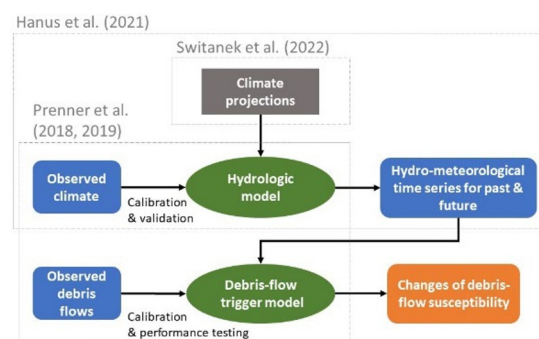 Hanus et al. (2021)
Switanek et al. (2022)
Climate
projections
Prenner et al.
(2018, 2019)
Observed
climate
Calibration
& validation
Hydrologic
model
Hydro-meteorological
time series for past &
future
Observed
debris
flows
Calibration
& performance testing
Debris-flow
trigger model
Changes of debris-
flow susceptibility